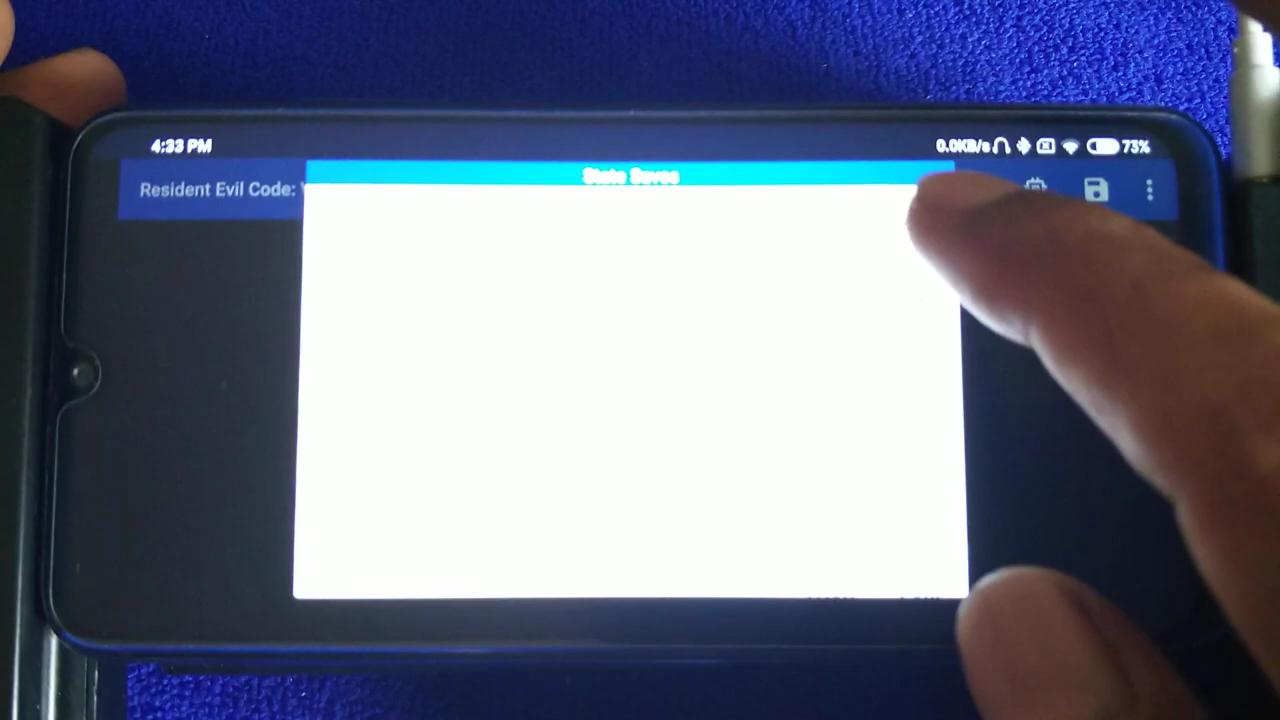 4:33 PM
0.0KB/s
73%
State Saves
Resident Evil Code: